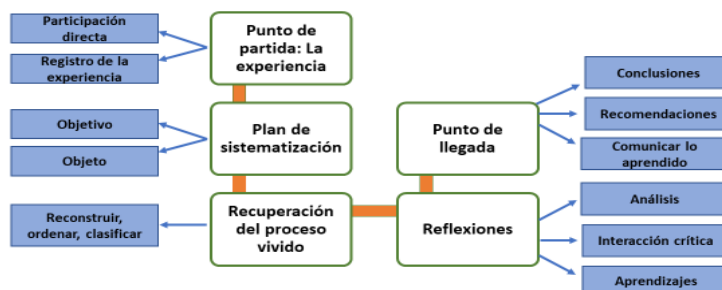 Participación
directa
Registro de la
experiencia
Punto de
partida: La
experiencia
Objetivo
Objeto
Plan de
sistematización
Reconstruir,
ordenar, clasificar
Recuperación
del proceso
vivido
Reflexiones
Análisis
Interacción crítica
Aprendizajes
Punto de
llegada
Conclusiones
Recomendaciones
Comunicar lo
aprendido